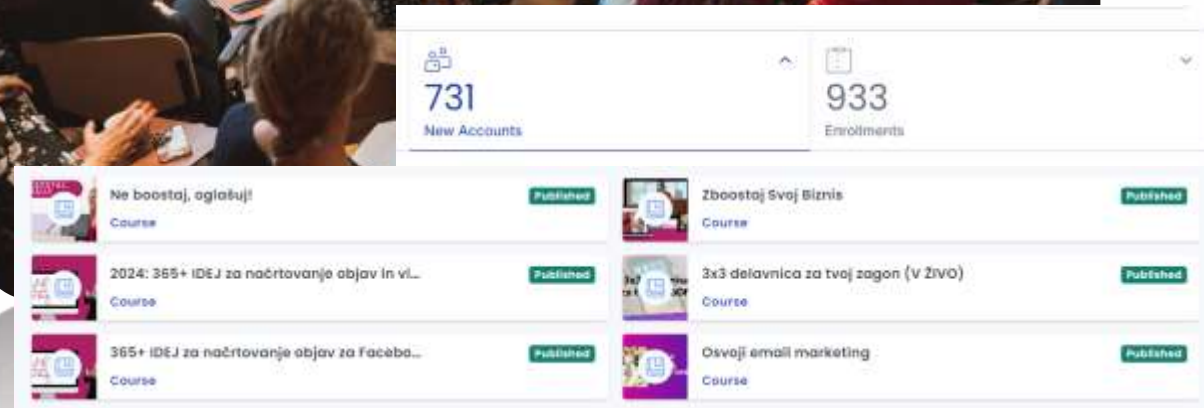 731
New Accounts
933
Enrollments
Ne boostaj, oglašuj!
Published
Course
Zboostaj Svoj Biznis
Published
Course
2024: 365+ IDEJ za načrtovanje objav in vi...
Published
Course
3x3 delavnica za tvoj zagon (V ŽIVO)
Published
Course
365+ IDEJ za načrtovanje objav za Facebo...
Published
Course
Osvoji email marketing
Published
Course